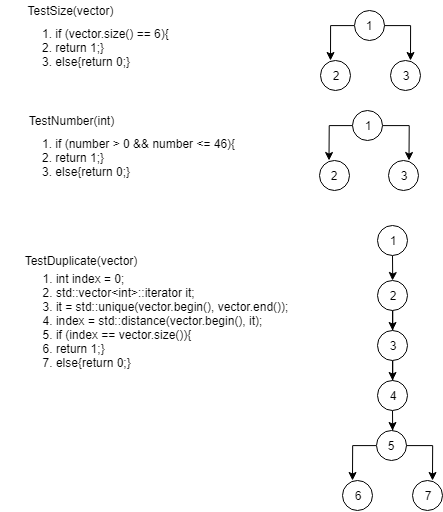 TestSize(vector)
1. if (vector.size() == 6){
2. return 1;}
3. else{return 0;}
1
2
3
TestNumber(int)
1. if (number > 0 && number <= 46){
2. return 1;}
3. else{return 0;}
1
2
3
TestDuplicate(vector)
1. int index = 0;
2. std::vector<int>::iterator it;
3. it = std::unique(vector.begin(), vector.end());
4. index = std::distance(vector.begin(), it);
5. if (index == vector.size()){
6. return 1;}
7. else{return 0;}
1
2
3
4
5
6
7